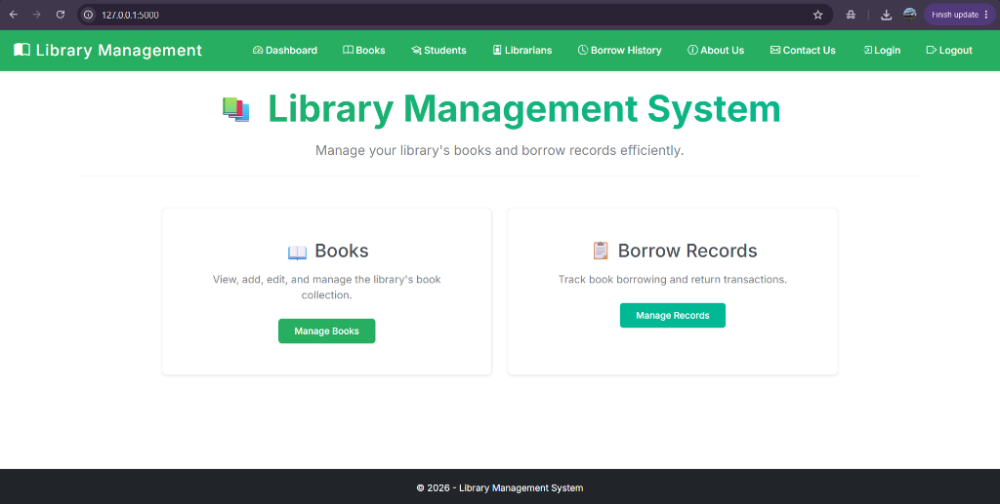 127.0.0.1:5000
Finish update
Library Management
Dashboard
Books
Students
Librarians
Borrow History
About Us
Contact Us
Login
Logout
Library Management System
Manage your library's books and borrow records efficiently.
Books
View, add, edit, and manage the library's book
collection.
Manage Books
Borrow Records
Track book borrowing and return transactions.
Manage Records
© 2026 - Library Management System